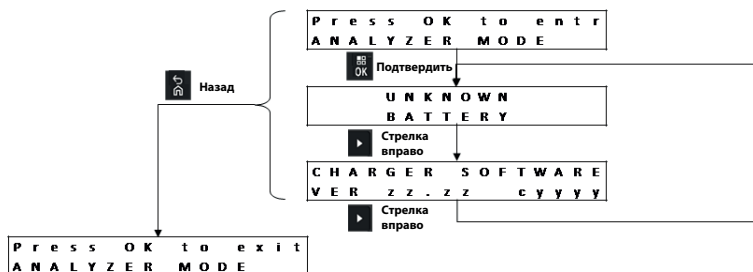 Press OK to entr
ANALYZER MODE
OK
Подтвердить
Назад
UNKNOWN
BATTERY
Стрелка
вправо
CHARGER SOFTWARE
VER zz.zz cyyyy
Стрелка
вправо
Press OK to exit
ANALYZER MODE